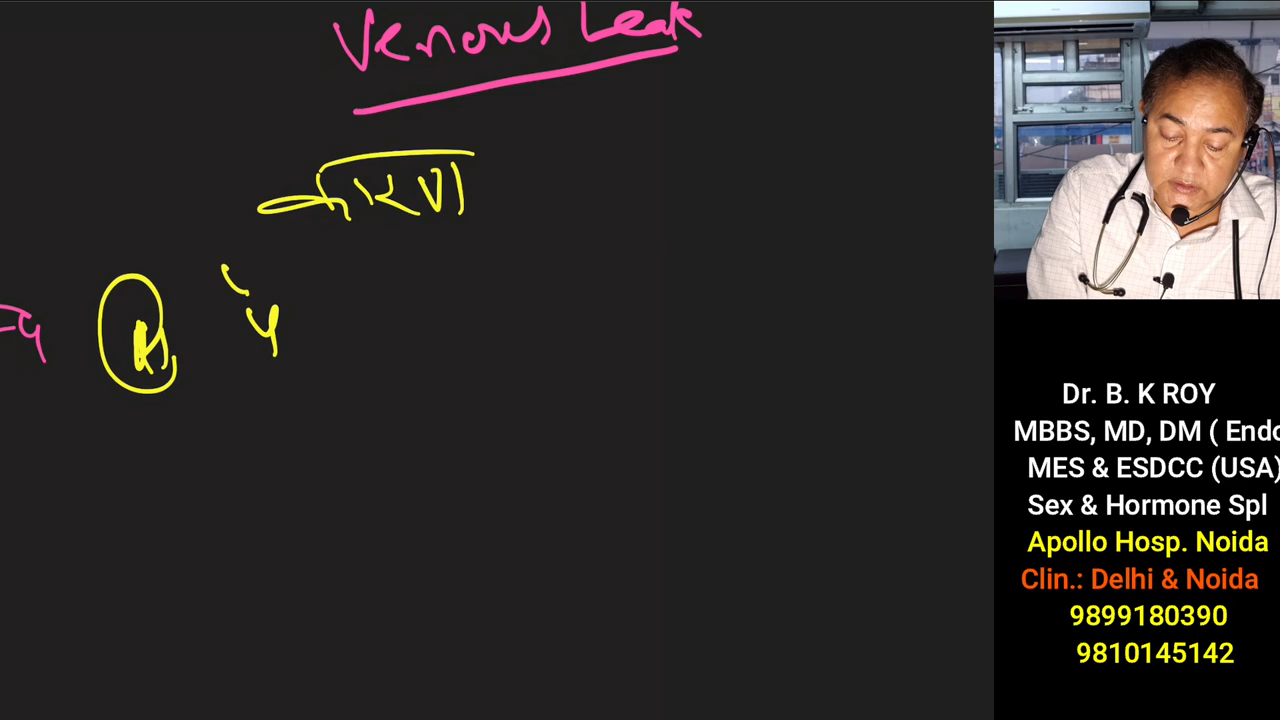 Venous Leak
कारण
Dr. B. K ROY
MBBS, MD, DM ( Endo
MES & ESDCC (USA)
Sex & Hormone Spl
Apollo Hosp. Noida
Clin.: Delhi & Noida
9899180390
9810145142